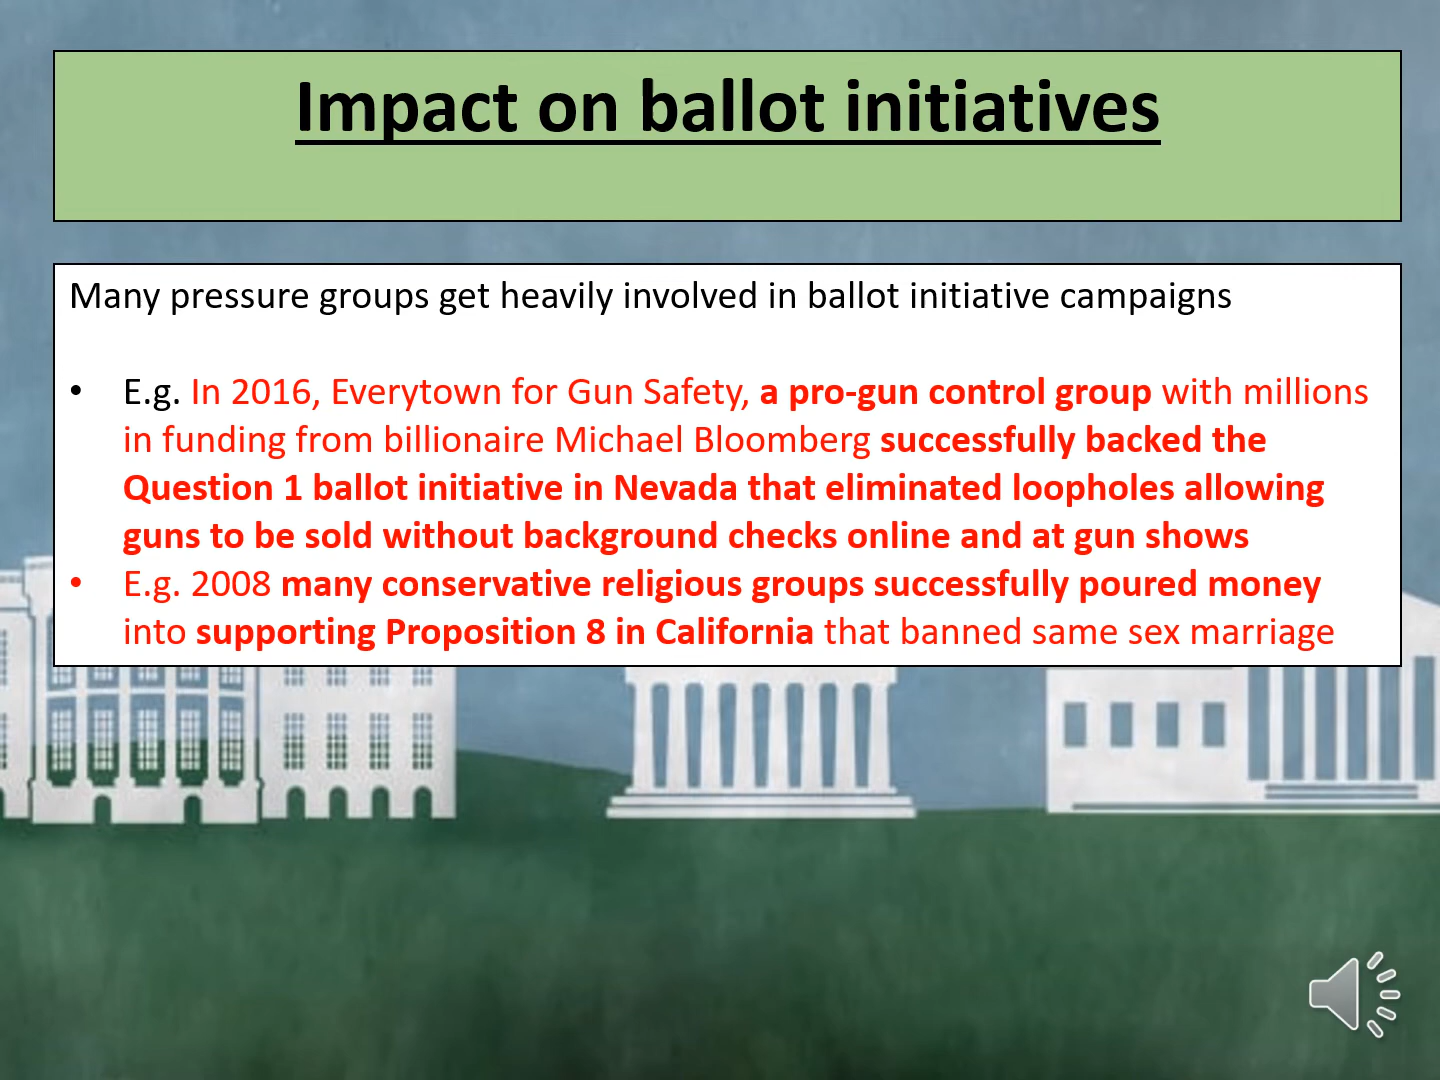 Impact on ballot initiatives
Many pressure groups get heavily involved in ballot initiative campaigns
• E.g. In 2016, Everytown for Gun Safety, a pro-gun control group with millions
in funding from billionaire Michael Bloomberg successfully backed the
Question 1 ballot initiative in Nevada that eliminated loopholes allowing
guns to be sold without background checks online and at gun shows
• E.g. 2008 many conservative religious groups successfully poured money
into supporting Proposition 8 in California that banned same sex marriage